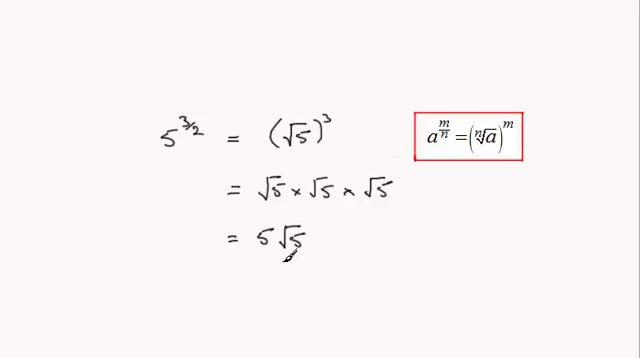 5^{3/2} = (√5)^3
a^{m/n} = (ⁿ√a)^m
= √5 × √5 × √5
= 5√5